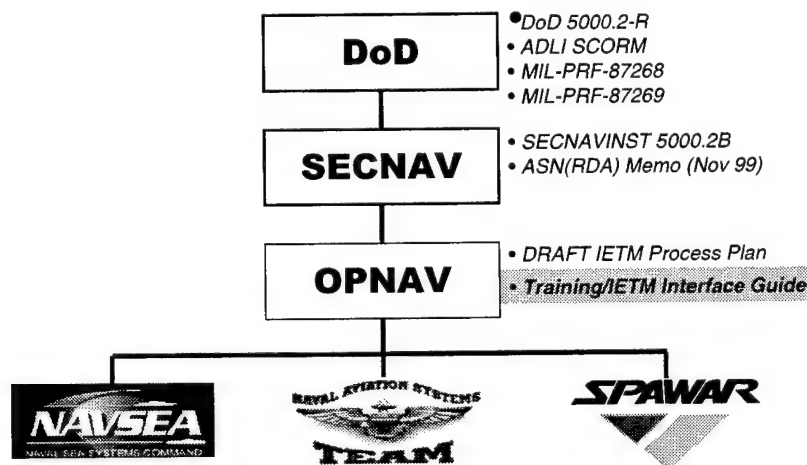 DoD
• DoD 5000.2-R
• ADLI SCORM
• MIL-PRF-87268
• MIL-PRF-87269
SECNAV
• SECNAVINST 5000.2B
• ASN(RDA) Memo (Nov 99)
OPNAV
• DRAFT IETM Process Plan
• Training/IETM Interface Guide
NAVSEA
NAVAL SEA SYSTEMS COMMAND
NAVAL AVIATION SYSTEMS
TEAM
SPAWAR